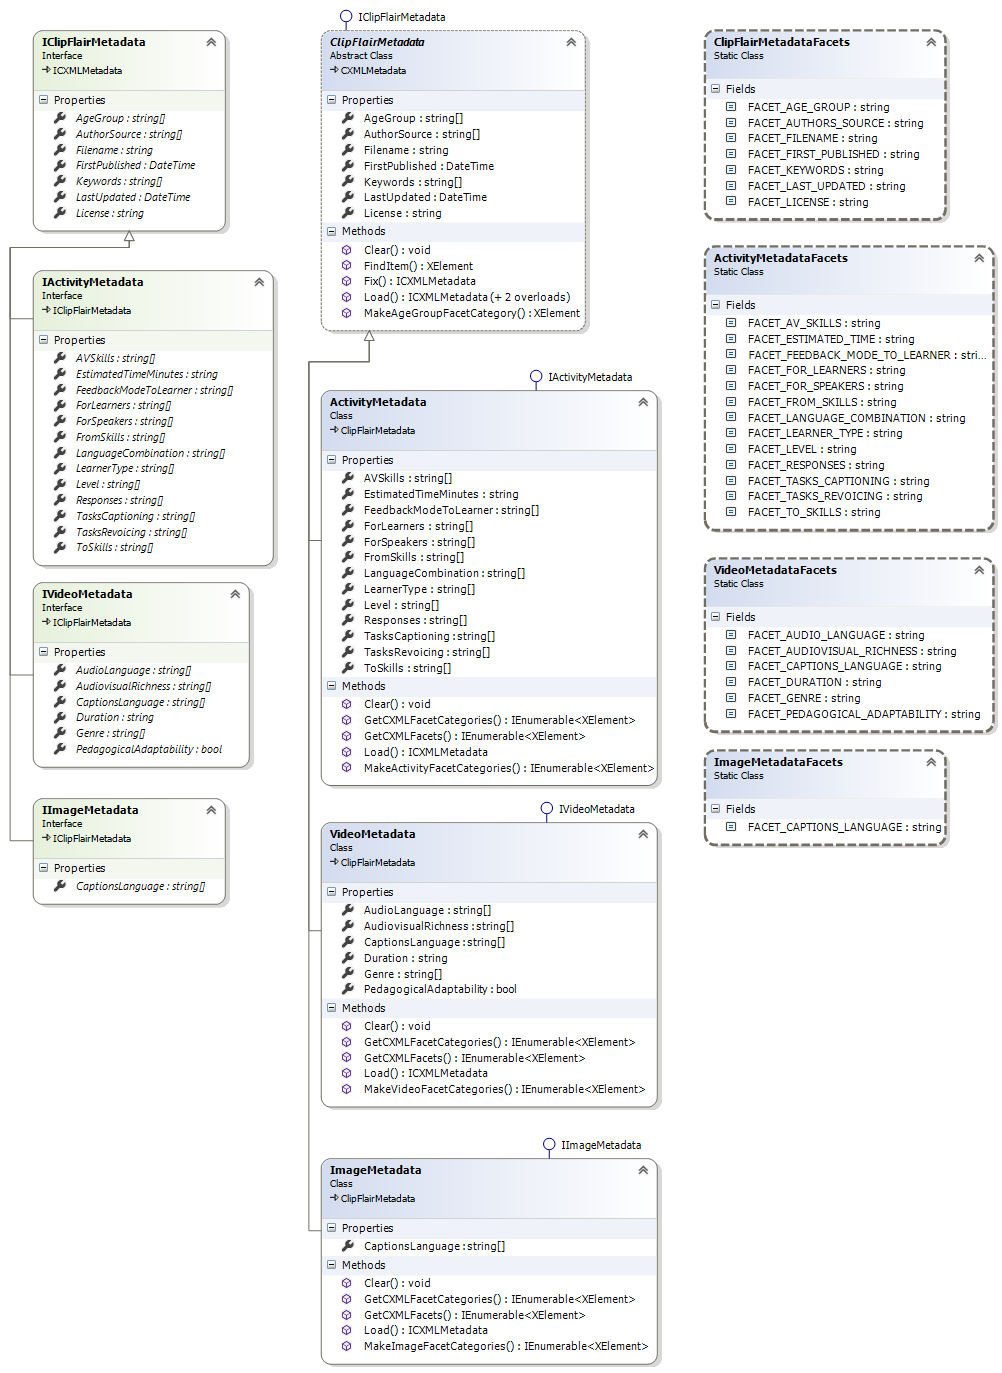 IClipFlairMetadata
Interface
ICXMLMetadata
Properties
AgeGroup : string[]
AuthorSource : string[]
Filename : string
FirstPublished : DateTime
Keywords : string[]
LastUpdated : DateTime
License : string
IActivityMetadata
Interface
IClipFlairMetadata
Properties
AVSkills : string[]
EstimatedTimeMinutes : string
FeedbackModeToLearner : string[]
ForLearners : string[]
ForSpeakers : string[]
FromSkills : string[]
LanguageCombination : string[]
LearnerType : string[]
Level : string[]
Responses : string[]
TasksCaptioning : string[]
TasksRevoicing : string[]
ToSkills : string[]
IVideoMetadata
Interface
IClipFlairMetadata
Properties
AudioLanguage : string[]
AudiovisualRichness : string[]
CaptionsLanguage : string[]
Duration : string
Genre : string[]
PedagogicalAdaptability : bool
IImageMetadata
Interface
IClipFlairMetadata
Properties
CaptionsLanguage : string[]
IClipFlairMetadata
ClipFlairMetadata
Abstract Class
CXMLMetadata
Properties
AgeGroup : string[]
AuthorSource : string[]
Filename : string
FirstPublished : DateTime
Keywords : string[]
LastUpdated : DateTime
License : string
Methods
Clear() : void
FindItem() : XElement
Fix() : ICXMLMetadata
Load() : ICXMLMetadata (+ 2 overloads)
MakeAgeGroupFacetCategory() : XElement
IActivityMetadata
ActivityMetadata
Class
ClipFlairMetadata
Properties
AVSkills : string[]
EstimatedTimeMinutes : string
FeedbackModeToLearner : string[]
ForLearners : string[]
ForSpeakers : string[]
FromSkills : string[]
LanguageCombination : string[]
LearnerType : string[]
Level : string[]
Responses : string[]
TasksCaptioning : string[]
TasksRevoicing : string[]
ToSkills : string[]
Methods
Clear() : void
GetCXMLFacetCategories() : IEnumerable<XElement>
GetCXMLFacets() : IEnumerable<XElement>
Load() : ICXMLMetadata
MakeActivityFacetCategories() : IEnumerable<XElement>
IVideoMetadata
VideoMetadata
Class
ClipFlairMetadata
Properties
AudioLanguage : string[]
AudiovisualRichness : string[]
CaptionsLanguage : string[]
Duration : string
Genre : string[]
PedagogicalAdaptability : bool
Methods
Clear() : void
GetCXMLFacetCategories() : IEnumerable<XElement>
GetCXMLFacets() : IEnumerable<XElement>
Load() : ICXMLMetadata
MakeVideoFacetCategories() : IEnumerable<XElement>
IImageMetadata
ImageMetadata
Class
ClipFlairMetadata
Properties
CaptionsLanguage : string[]
Methods
Clear() : void
GetCXMLFacetCategories() : IEnumerable<XElement>
GetCXMLFacets() : IEnumerable<XElement>
Load() : ICXMLMetadata
MakeImageFacetCategories() : IEnumerable<XElement>
ClipFlairMetadataFacets
Static Class
Fields
FACET_AGE_GROUP : string
FACET_AUTHORS_SOURCE : string
FACET_FILENAME : string
FACET_FIRST_PUBLISHED : string
FACET_KEYWORDS : string
FACET_LAST_UPDATED : string
FACET_LICENSE : string
ActivityMetadataFacets
Static Class
Fields
FACET_AV_SKILLS : string
FACET_ESTIMATED_TIME : string
FACET_FEEDBACK_MODE_TO_LEARNER : stri...
FACET_FOR_LEARNERS : string
FACET_FOR_SPEAKERS : string
FACET_FROM_SKILLS : string
FACET_LANGUAGE_COMBINATION : string
FACET_LEARNER_TYPE : string
FACET_LEVEL : string
FACET_RESPONSES : string
FACET_TASKS_CAPTIONING : string
FACET_TASKS_REVOICING : string
FACET_TO_SKILLS : string
VideoMetadataFacets
Static Class
Fields
FACET_AUDIO_LANGUAGE : string
FACET_AUDIOVISUAL_RICHNESS : string
FACET_CAPTIONS_LANGUAGE : string
FACET_DURATION : string
FACET_GENRE : string
FACET_PEDAGOGICAL_ADAPTABILITY : string
ImageMetadataFacets
Static Class
Fields
FACET_CAPTIONS_LANGUAGE : string